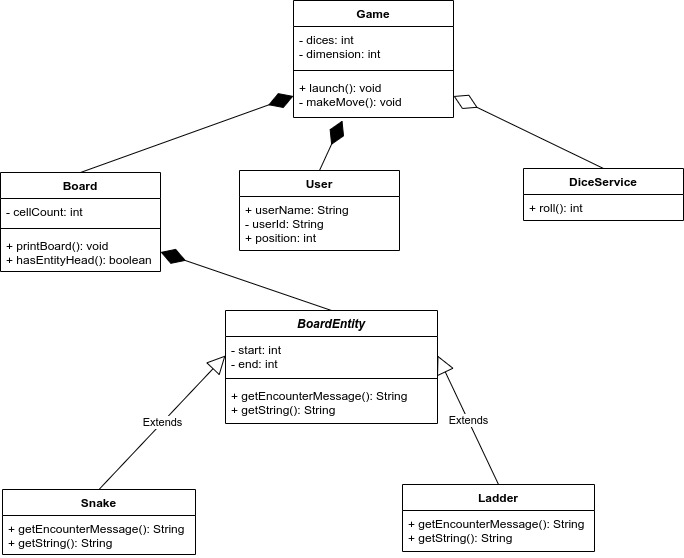 Game
- dices: int
- dimension: int
+ launch(): void
- makeMove(): void
Board
- cellCount: int
+ printBoard(): void
+ hasEntityHead(): boolean
User
+ userName: String
- userId: String
+ position: int
DiceService
+ roll(): int
BoardEntity
- start: int
- end: int
+ getEncounterMessage(): String
+ getString(): String
Extends
Extends
Snake
+ getEncounterMessage(): String
+ getString(): String
Ladder
+ getEncounterMessage(): String
+ getString(): String